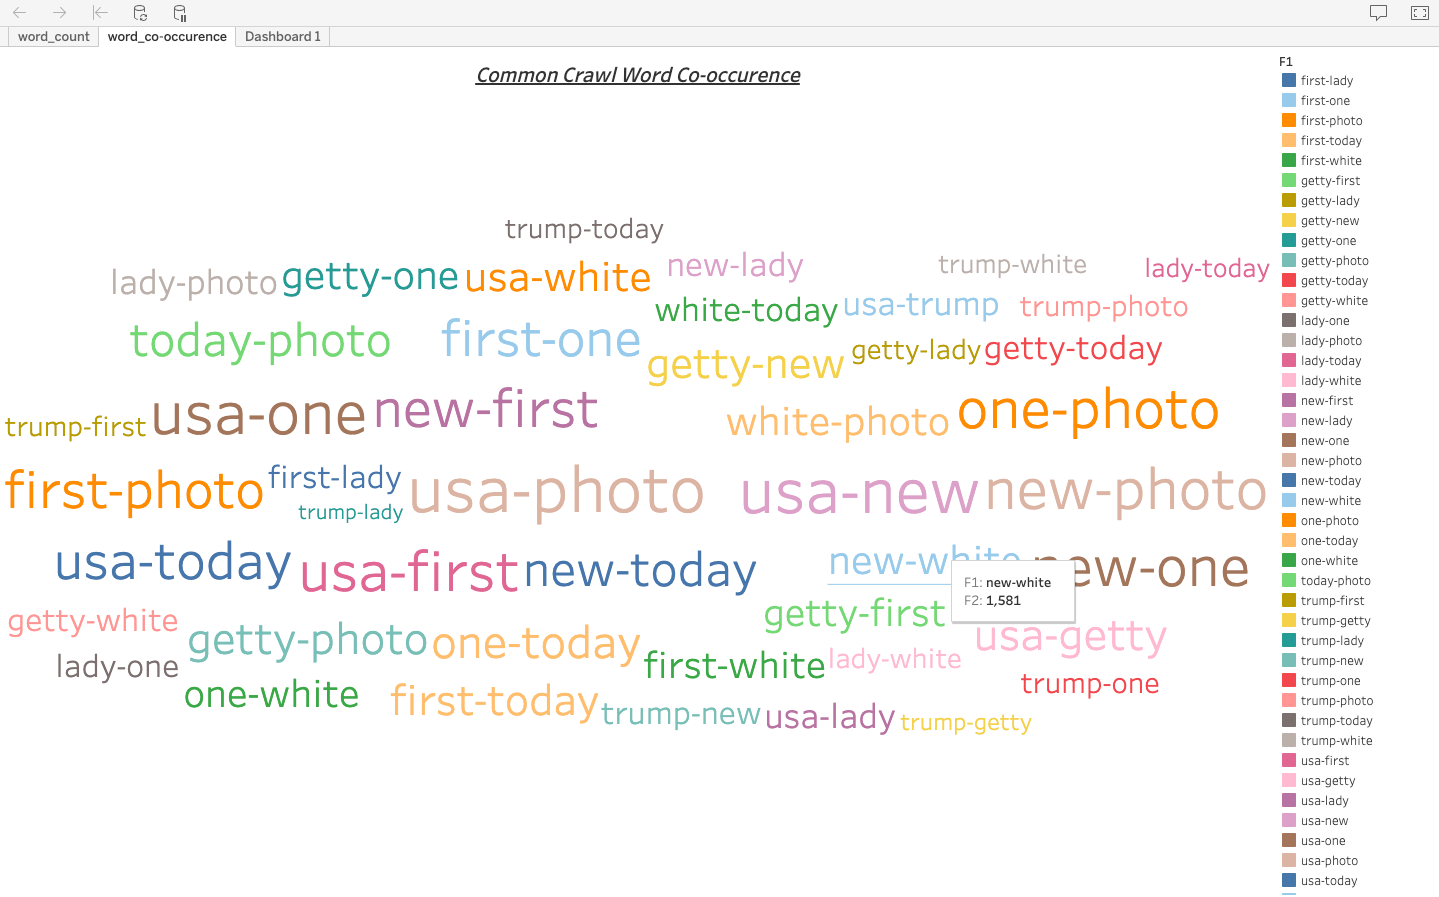 word_count word_co-occurence Dashboard 1
Common Crawl Word Co-occurence
trump-today
lady-photo getty-one usa-white new-lady trump-white lady-today
white-today usa-trump trump-photo
today-photo first-one getty-new getty-lady getty-today
trump-first usa-one new-first white-photo one-photo
first-photo first-lady usa-photo usa-new new-photo
trump-lady
usa-today usa-first new-today new-white new-one
F1: new-white
F2: 1,581
getty-white getty-photo one-today getty-first usa-getty
lady-one first-white lady-white trump-one
one-white first-today trump-new usa-lady trump-getty
F1
first-lady
first-one
first-photo
first-today
first-white
getty-first
getty-lady
getty-new
getty-one
getty-photo
getty-today
getty-white
lady-one
lady-photo
lady-today
lady-white
new-first
new-lady
new-one
new-photo
new-today
new-white
one-photo
one-today
one-white
today-photo
trump-first
trump-getty
trump-lady
trump-new
trump-one
trump-photo
trump-today
trump-white
usa-first
usa-getty
usa-lady
usa-new
usa-one
usa-photo
usa-today